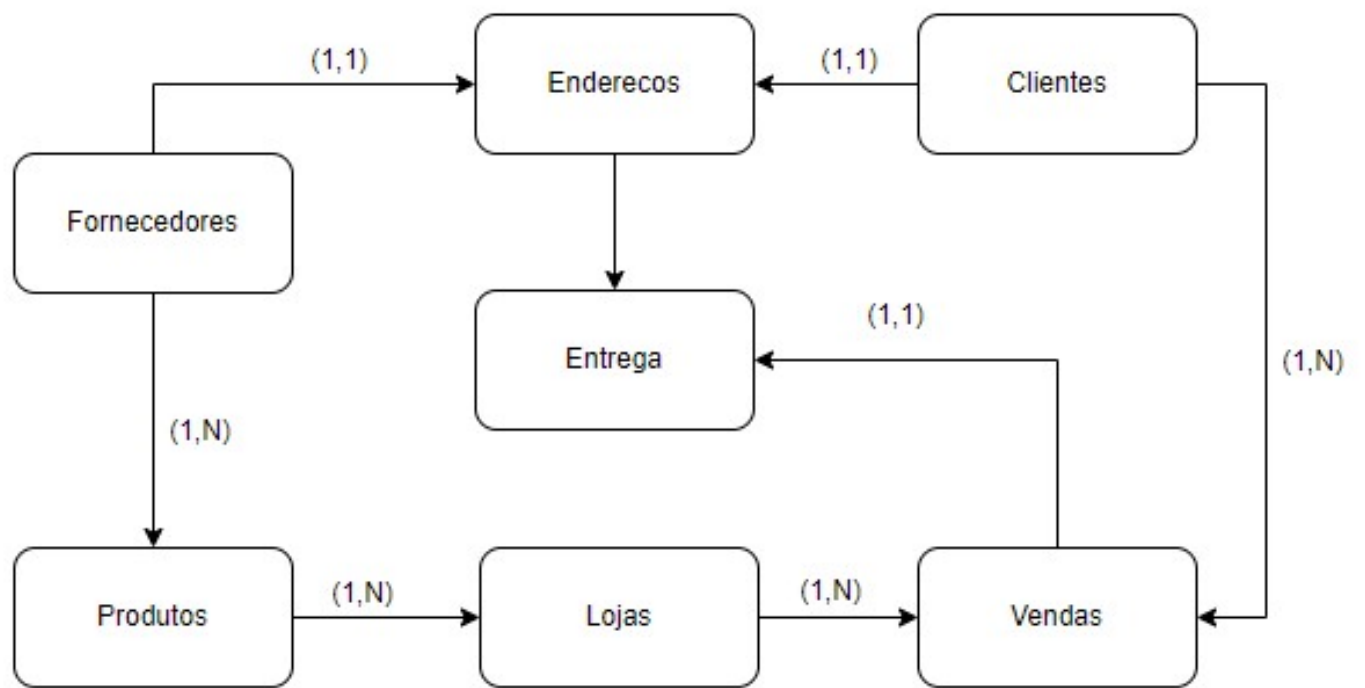 (1,1)
Enderecos
(1,1)
Clientes
Fornecedores
(1,1)
Entrega
(1,N)
(1,N)
Produtos
(1,N)
Lojas
(1,N)
Vendas